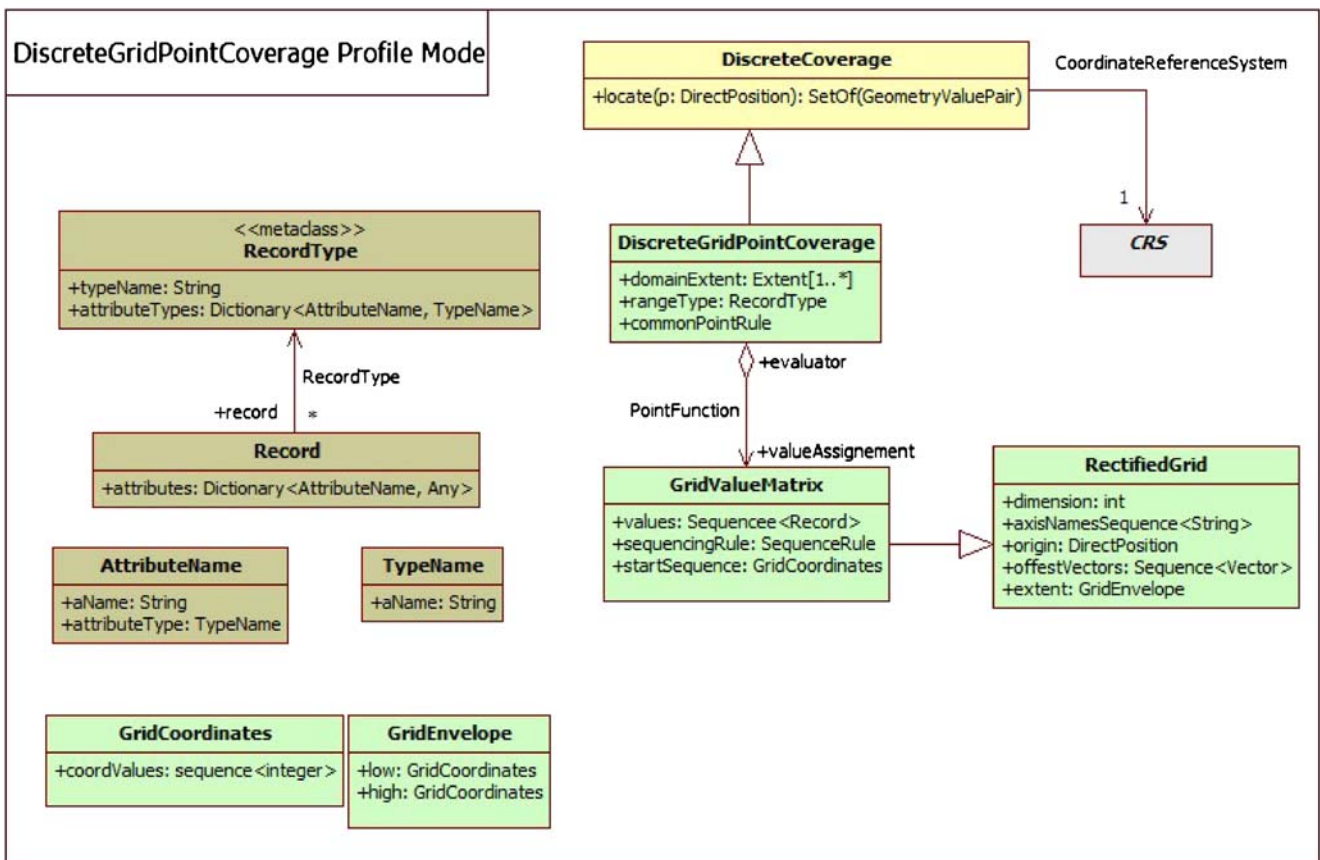 DiscreteGridPointCoverage Profile Mode
DiscreteCoverage
+locate(p: DirectPosition): SetOf(GeometryValuePair)
CoordinateReferenceSystem
1
CRS
<<metaclass>>
RecordType
+typeName: String
+attributeTypes: Dictionary<AttributeName, TypeName>
DiscreteGridPointCoverage
+domainExtent: Extent[1..*]
+rangeType: RecordType
+commonPointRule
RecordType
+record
*
+evaluator
PointFunction
+valueAssignement
Record
+attributes: Dictionary<AttributeName, Any>
GridValueMatrix
+values: Sequencee<Record>
+sequencingRule: SequenceRule
+startSequence: GridCoordinates
RectifiedGrid
+dimension: int
+axisNamesSequence<String>
+origin: DirectPosition
+offestVectors: Sequence<Vector>
+extent: GridEnvelope
AttributeName
+aName: String
+attributeType: TypeName
TypeName
+aName: String
GridCoordinates
+coordValues: sequence<integer>
GridEnvelope
+low: GridCoordinates
+high: GridCoordinates